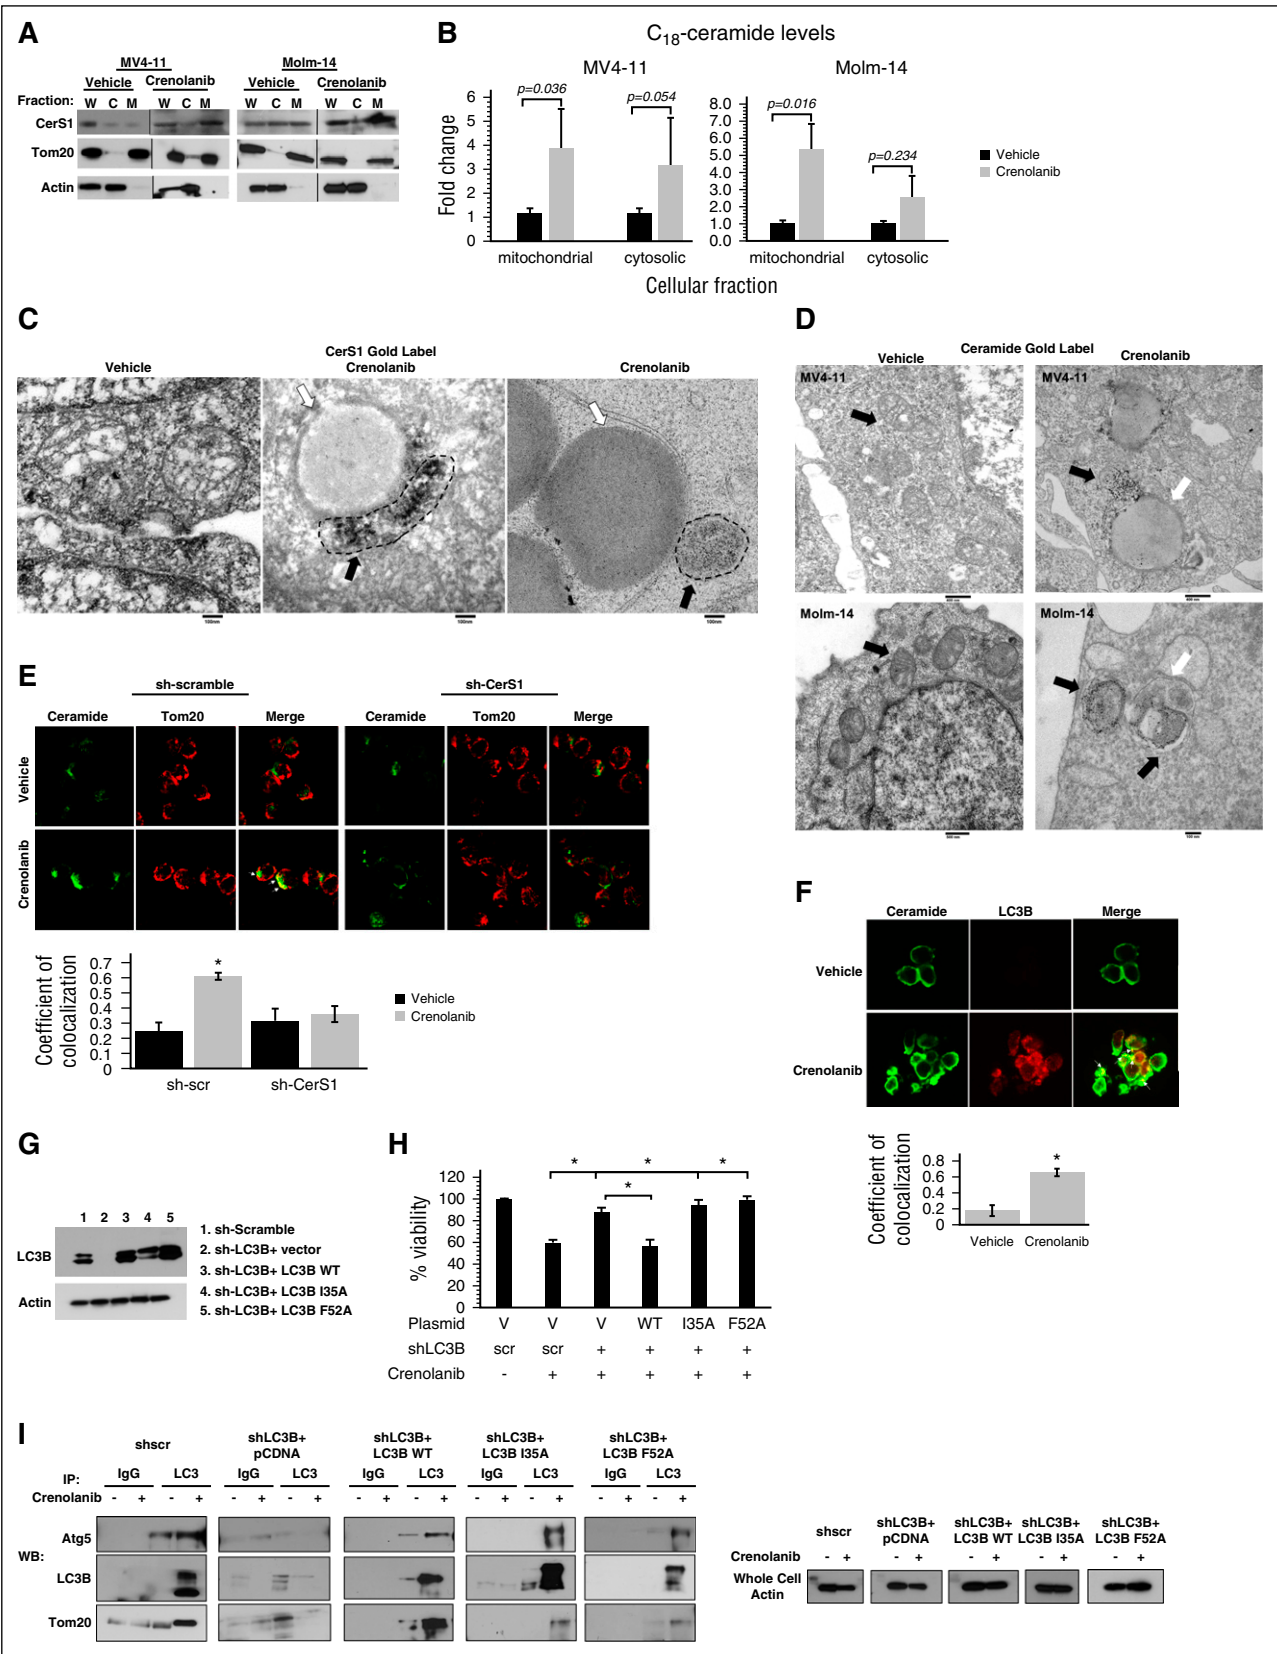 A
MV4-11
Molm-14
Vehicle Crenolanib
Vehicle Crenolanib
Fraction: W C M W C M W C M W C M
CerS1
Tom20
Actin
B
C18-ceramide levels
MV4-11
Molm-14
Fold change
6
5
4
3
2
1
0
p=0.036
p=0.054
mitochondrial cytosolic
8.0
7.0
6.0
5.0
4.0
3.0
2.0
1.0
0.0
p=0.016
p=0.234
mitochondrial cytosolic
Vehicle
Crenolanib
Cellular fraction
C
CerS1 Gold Label
Vehicle
Crenolanib
Crenolanib
100nm
100nm
100nm
D
Ceramide Gold Label
Vehicle
Crenolanib
MV4-11
MV4-11
Molm-14
Molm-14
E
sh-scramble
sh-CerS1
Ceramide Tom20 Merge Ceramide Tom20 Merge
Vehicle
Crenolanib
Coefficient of
colocalization
0.7
0.6
0.5
0.4
0.3
0.2
0.1
0
*
sh-scr sh-CerS1
Vehicle
Crenolanib
F
Ceramide LC3B Merge
Vehicle
Crenolanib
Coefficient of
colocalization
0.8
0.6
0.4
0.2
0
*
Vehicle Crenolanib
G
1 2 3 4 5
LC3B
Actin
1. sh-Scramble
2. sh-LC3B+ vector
3. sh-LC3B+ LC3B WT
4. sh-LC3B+ LC3B I35A
5. sh-LC3B+ LC3B F52A
H
% viability
120
100
80
60
40
20
0
* * *
*
Plasmid V V V WT I35A F52A
shLC3B scr scr + + + +
Crenolanib - + + + + +
I
shscr
shLC3B+
pCDNA
shLC3B+
LC3B WT
shLC3B+
LC3B I35A
shLC3B+
LC3B F52A
IP: IgG LC3 IgG LC3 IgG LC3 IgG LC3 IgG LC3
Crenolanib - + - + - + - + - + - + - + - + - + - +
WB:
Atg5
LC3B
Tom20
shscr
shLC3B+
pCDNA
shLC3B+
LC3B WT
shLC3B+
LC3B I35A
shLC3B+
LC3B F52A
Crenolanib - + - + - + - + - +
Whole Cell
Actin